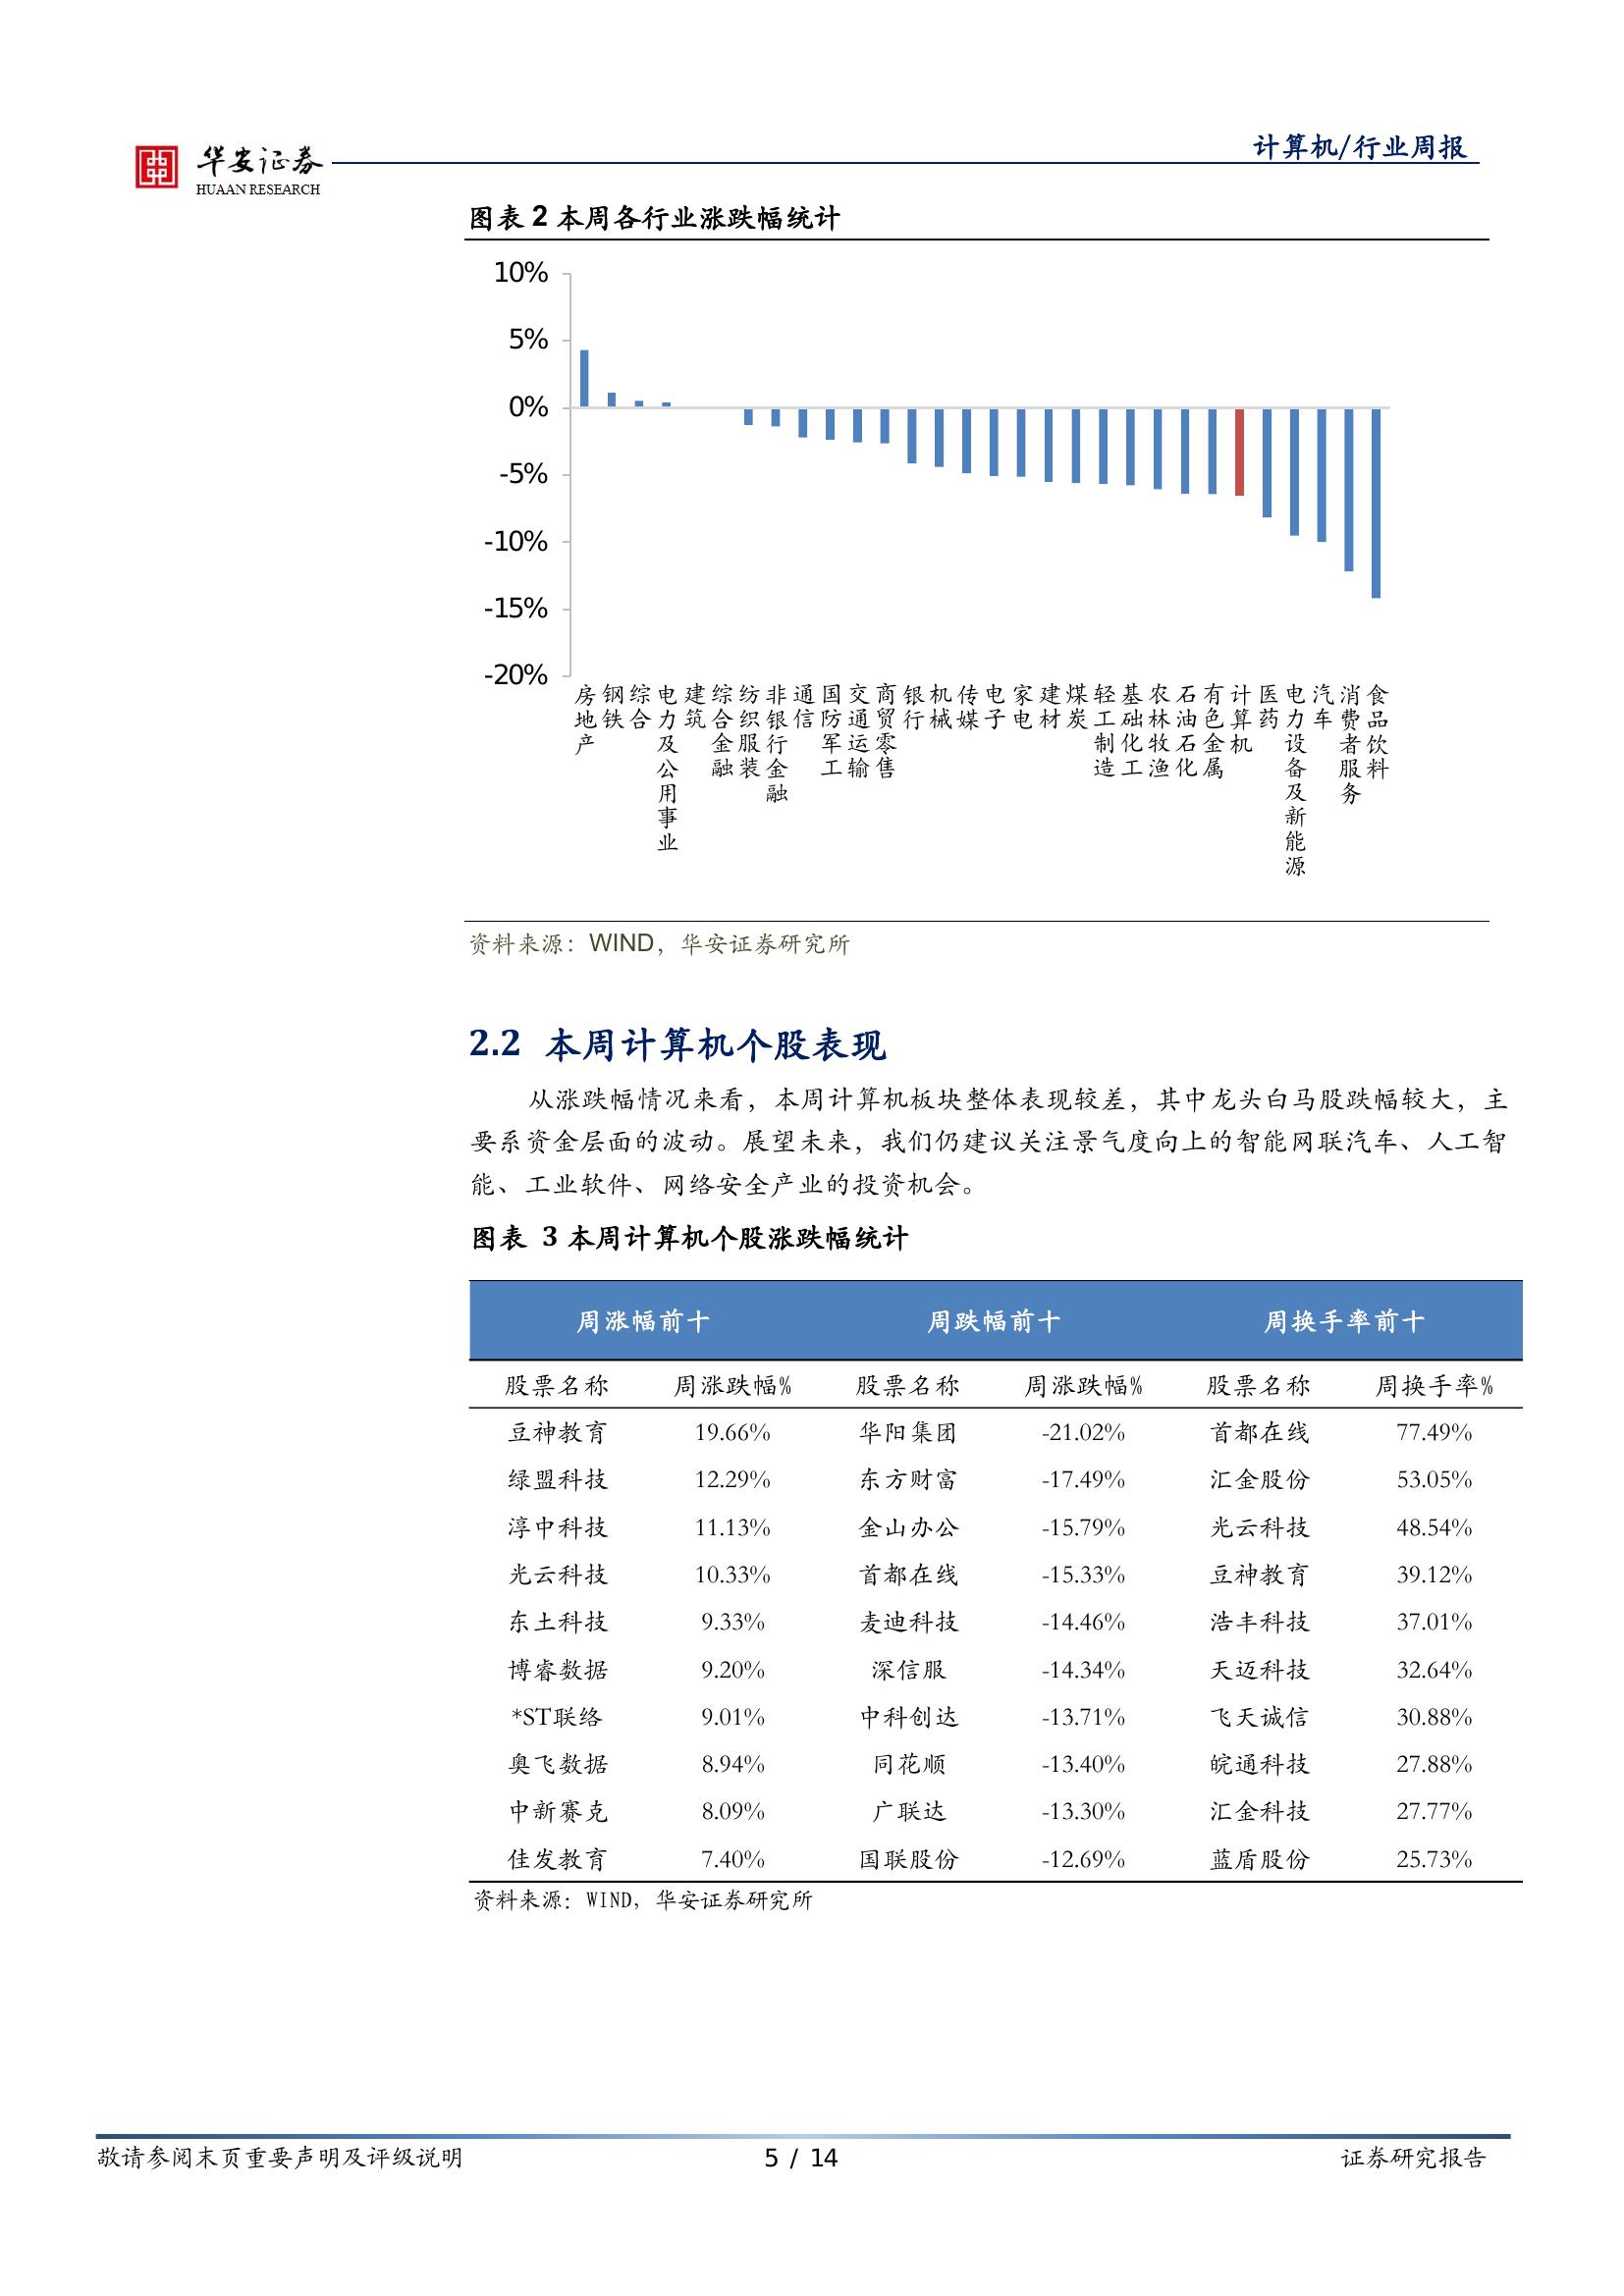 华安证券
HUAAN RESEARCH
计算机/行业周报
图表 2 本周各行业涨跌幅统计
10%
5%
0%
-5%
-10%
-15%
-20%
房地产
钢铁
综合
电力及公用事业
建筑
综合金融
纺织服装
非银行金融
通信
国防军工
交通运输
商贸零售
银行
机械
传媒
电子
家电
建材
煤炭
轻工制造
基础化工
农林牧渔
石油石化
有色金属
计算机
医药
电力设备及新能源
汽车
消费者服务
食品饮料
资料来源：WIND，华安证券研究所
2.2 本周计算机个股表现
从涨跌幅情况来看，本周计算机板块整体表现较差，其中龙头白马股跌幅较大，主
要系资金层面的波动。展望未来，我们仍建议关注景气度向上的智能网联汽车、人工智
能、工业软件、网络安全产业的投资机会。
图表 3 本周计算机个股涨跌幅统计
周涨幅前十 周跌幅前十 周换手率前十
股票名称 周涨跌幅% 股票名称 周涨跌幅% 股票名称 周换手率%
豆神教育 19.66% 华阳集团 -21.02% 首都在线 77.49%
绿盟科技 12.29% 东方财富 -17.49% 汇金股份 53.05%
淳中科技 11.13% 金山办公 -15.79% 光云科技 48.54%
光云科技 10.33% 首都在线 -15.33% 豆神教育 39.12%
东土科技 9.33% 麦迪科技 -14.46% 浩丰科技 37.01%
博睿数据 9.20% 深信服 -14.34% 天迈科技 32.64%
*ST联络 9.01% 中科创达 -13.71% 飞天诚信 30.88%
奥飞数据 8.94% 同花顺 -13.40% 皖通科技 27.88%
中新赛克 8.09% 广联达 -13.30% 汇金科技 27.77%
佳发教育 7.40% 国联股份 -12.69% 蓝盾股份 25.73%
资料来源：WIND，华安证券研究所
敬请参阅末页重要声明及评级说明 5 / 14 证券研究报告